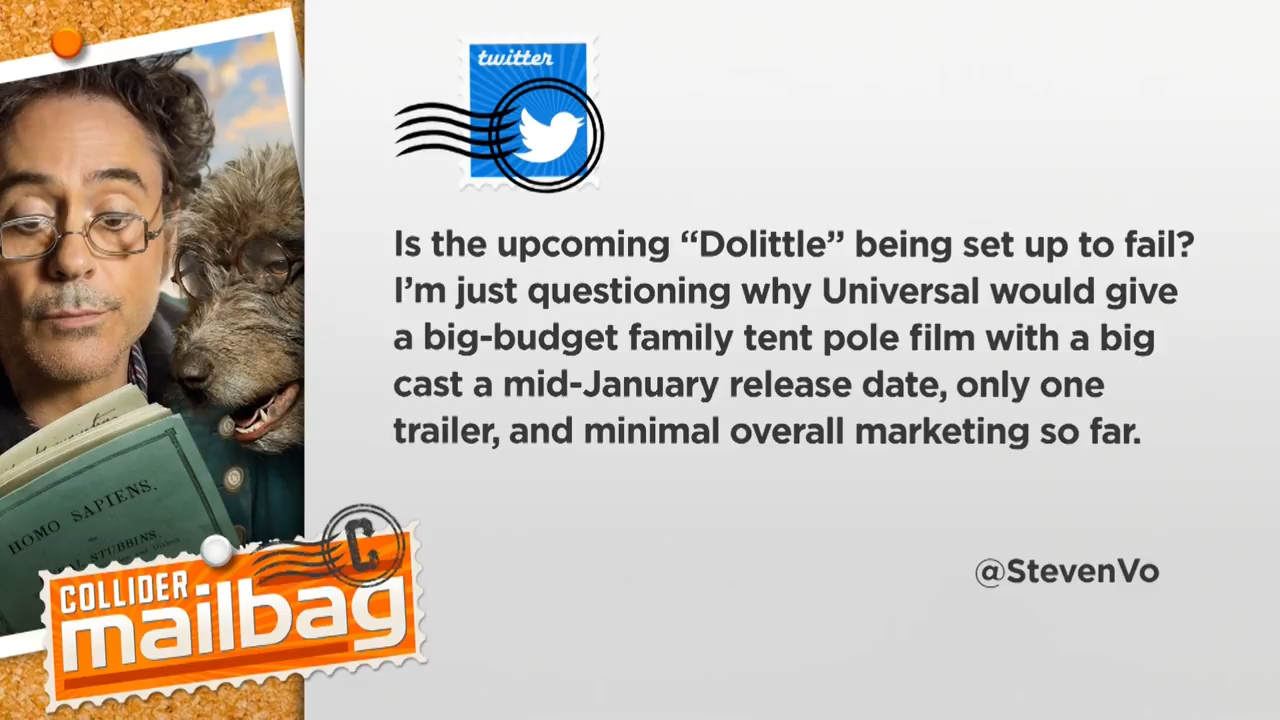 twitter
Is the upcoming “Dolittle” being set up to fail?
I’m just questioning why Universal would give
a big-budget family tent pole film with a big
cast a mid-January release date, only one
trailer, and minimal overall marketing so far.
@StevenVo
HOMO SAPIENS.
STUBBINS.
C
COLLIDER
mailbag